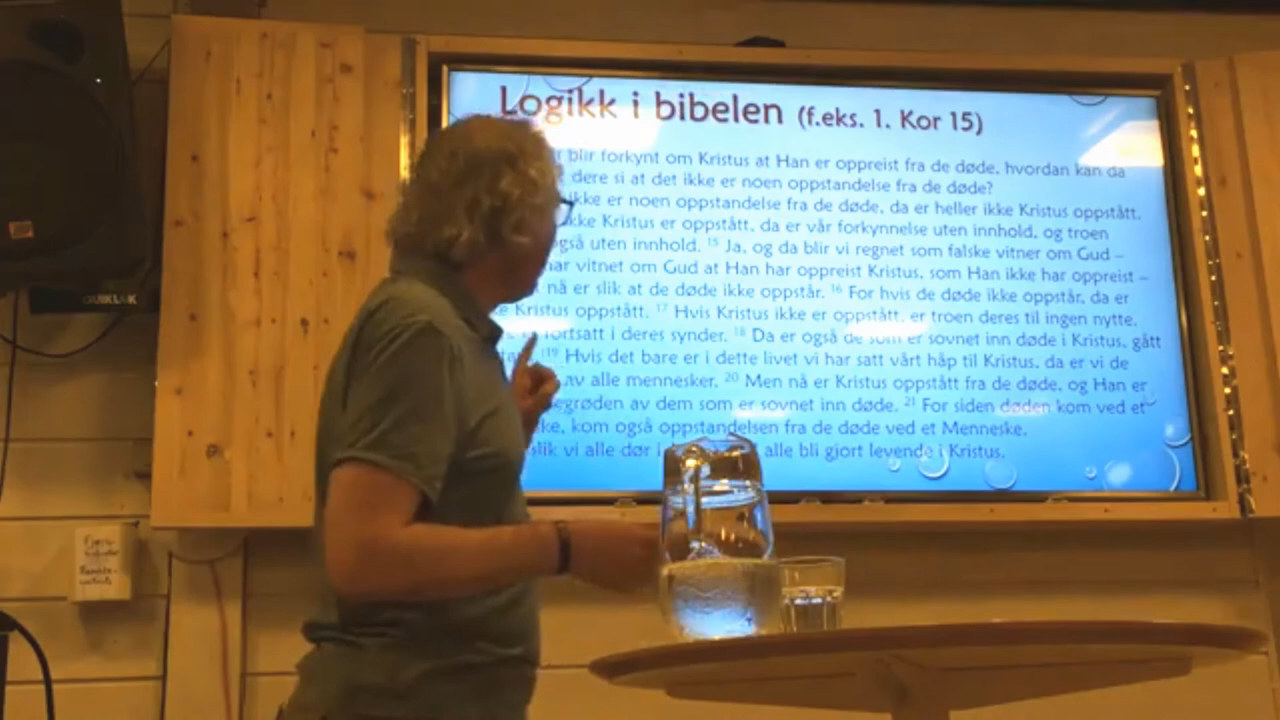 Logikk i bibelen (f.eks. 1. Kor 15)
blir forkynt om Kristus at Han er oppreist fra de døde, hvordan kan da
dere si at det ikke er noen oppstandelse fra de døde?
ikke er noen oppstandelse fra de døde, da er heller ikke Kristus oppstått.
Kristus er oppstått, da er vår forkynnelse uten innhold, og troen
også uten innhold. 15 Ja, og da blir vi regnet som falske vitner om Gud –
har vitnet om Gud at Han har oppreist Kristus, som Han ikke har oppreist –
nå er slik at de døde ikke oppstår. 16 For hvis de døde ikke oppstår, da er
Kristus oppstått. 17 Hvis Kristus ikke er oppstått, er troen deres til ingen nytte.
fortsatt i deres synder. 18 Da er også de som er sovnet inn døde i Kristus, gått
19 Hvis det bare er i dette livet vi har satt vårt håp til Kristus, da er vi de
av alle mennesker. 20 Men nå er Kristus oppstått fra de døde, og Han er
av dem som er sovnet inn døde. 21 For siden døden kom ved et
kom også oppstandelsen fra de døde ved et Menneske.
slik vi alle dør i alle bli gjort levende i Kristus.
QUIKLOK